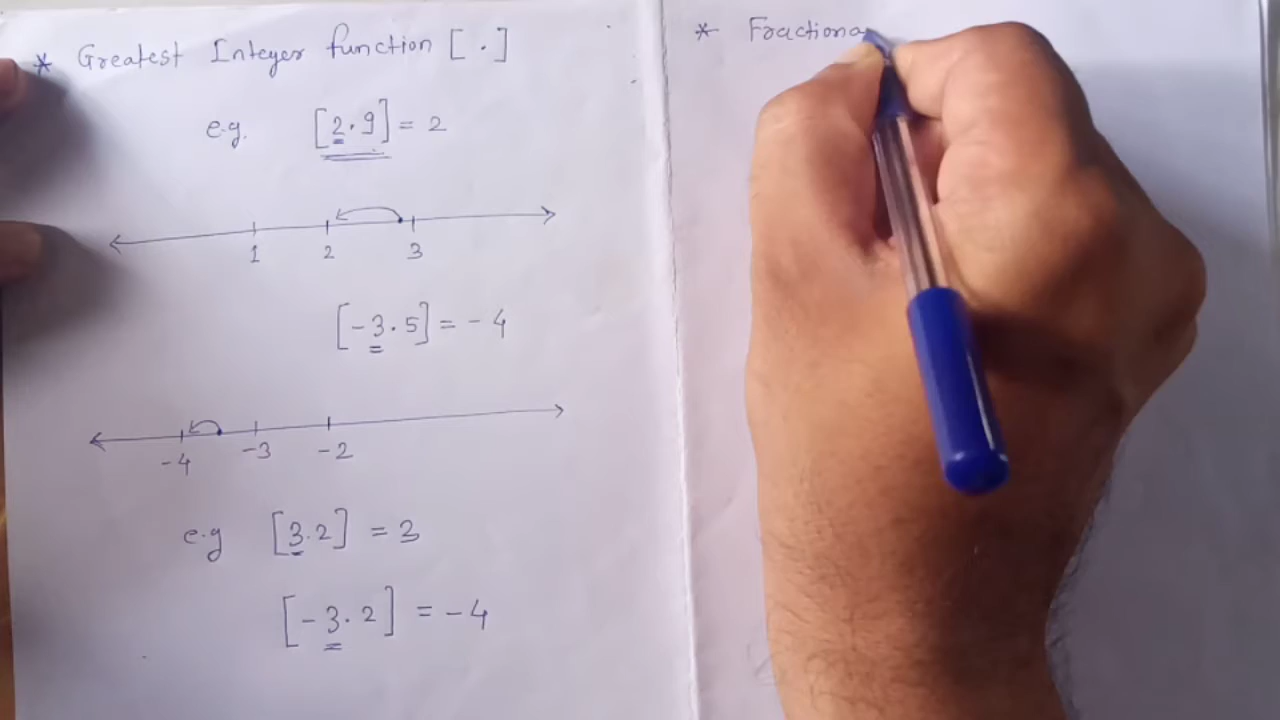 * Greatest Integer function [ . ]
e.g. [2.9] = 2
1 2 3
[-3.5] = -4
-4 -3 -2
e.g [3.2] = 3
[-3.2] = -4
* Fractiona